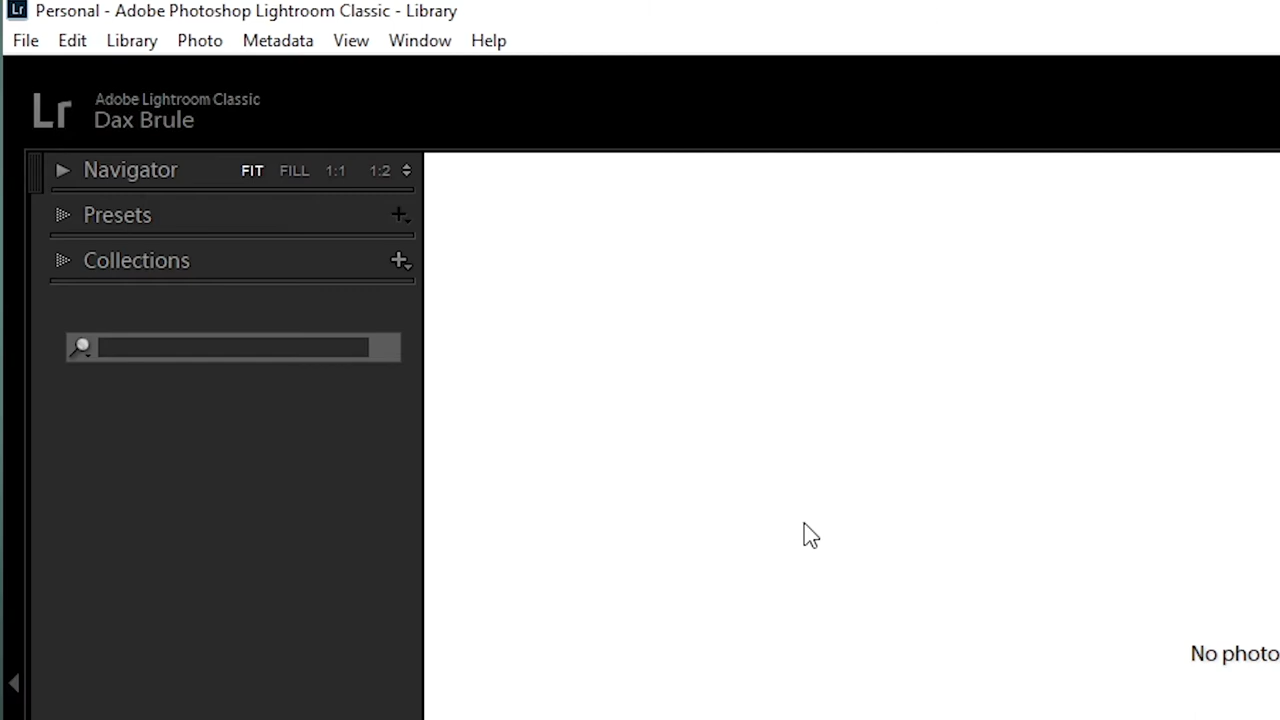 Lr Personal - Adobe Photoshop Lightroom Classic - Library
File Edit Library Photo Metadata View Window Help
Lr
Adobe Lightroom Classic
Dax Brule
Navigator FIT FILL 1:1 1:2
Presets
Collections
No photo